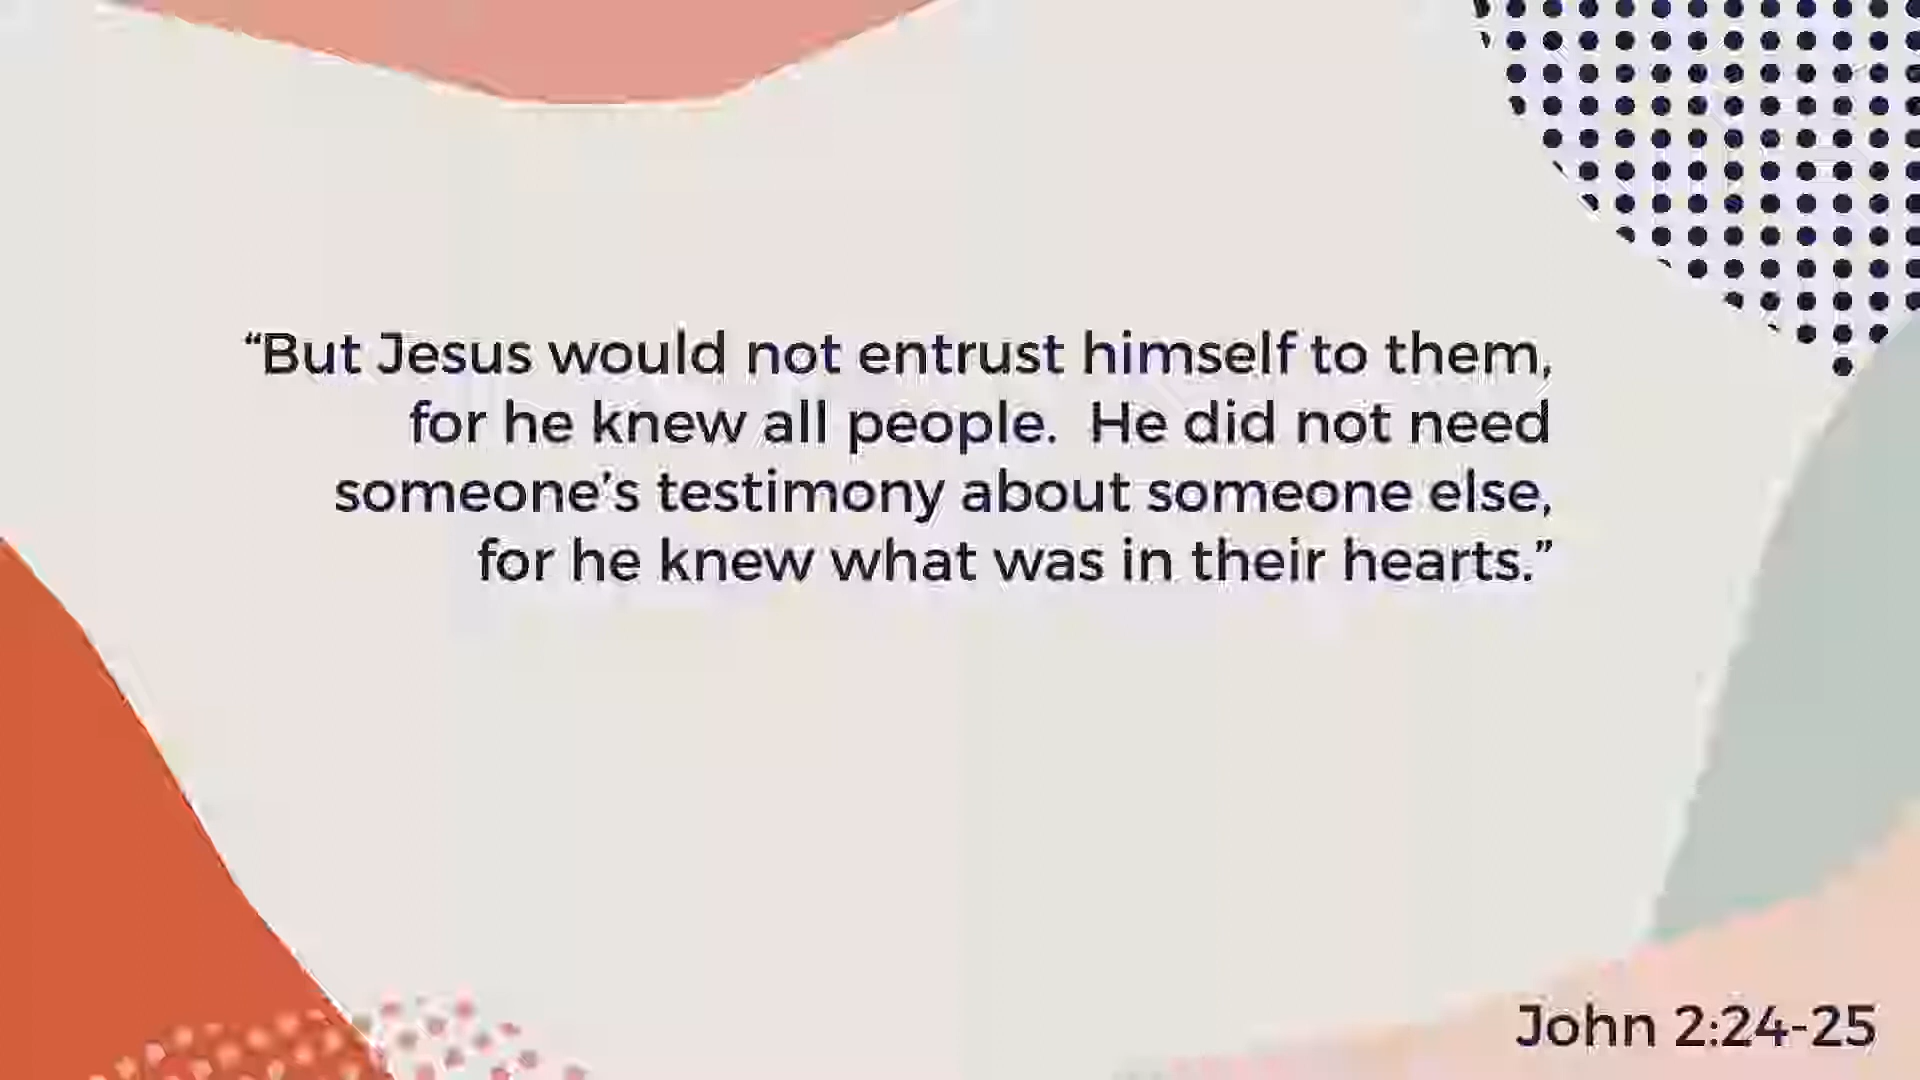 “But Jesus would not entrust himself to them,
for he knew all people.  He did not need
someone’s testimony about someone else,
for he knew what was in their hearts.”
John 2:24-25